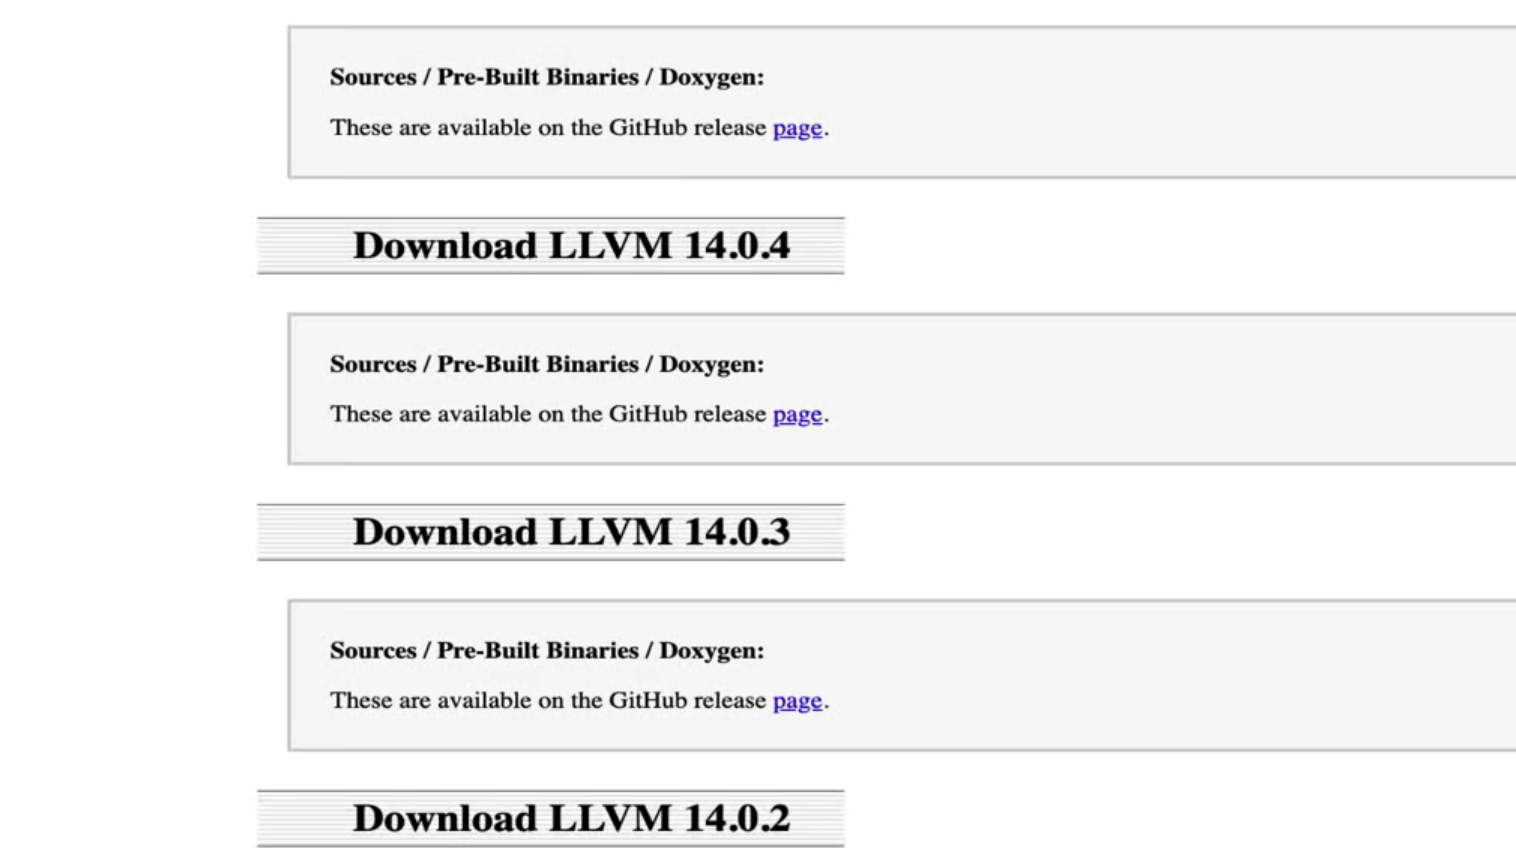 Sources / Pre-Built Binaries / Doxygen:
These are available on the GitHub release page.
Download LLVM 14.0.4
Sources / Pre-Built Binaries / Doxygen:
These are available on the GitHub release page.
Download LLVM 14.0.3
Sources / Pre-Built Binaries / Doxygen:
These are available on the GitHub release page.
Download LLVM 14.0.2